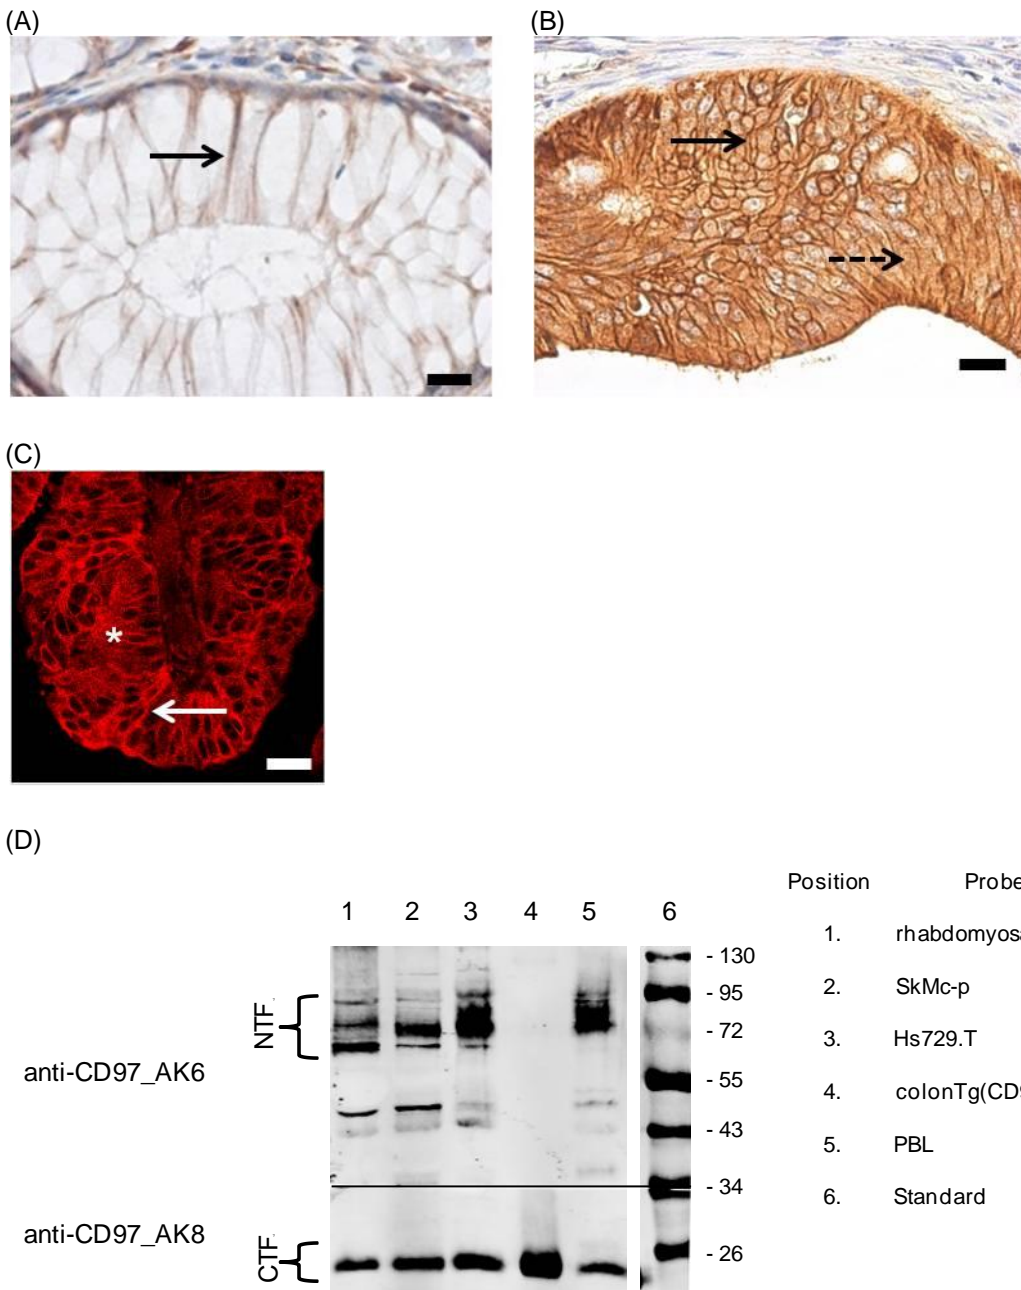 (A)
(B)
(C)
(D)
Position Probe
1 2 3 4 5 6
- 130
- 95
- 72
- 55
- 43
- 34
- 26
NTF
anti-CD97_AK6
CTF
anti-CD97_AK8
1. rhabdomyos
2. SkMc-p
3. Hs729.T
4. colonTg(CD9
5. PBL
6. Standard